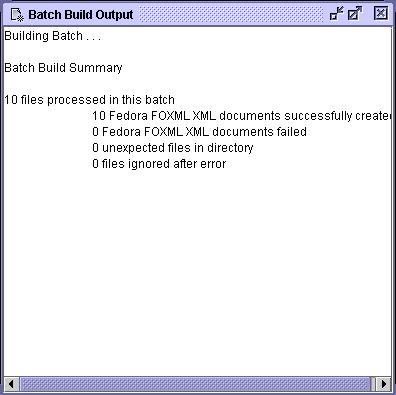 Batch Build Output
Building Batch . . .
Batch Build Summary
10 files processed in this batch
10 Fedora FOXML XML documents successfully create
0 Fedora FOXML XML documents failed
0 unexpected files in directory
0 files ignored after error